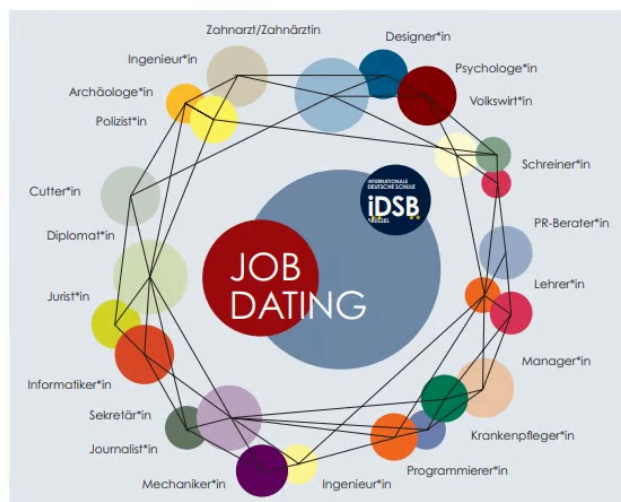 Zahnarzt/Zahnärztin
Designer*in
Ingenieur*in
Psychologe*in
Archäologe*in
Volkswirt*in
Polizist*in
Schreiner*in
INTERNATIONALE
DEUTSCHE SCHULE
iDSB
Cutter*in
PR-Berater*in
Diplomat*in
JOB
DATING
Lehrer*in
Jurist*in
Manager*in
Informatiker*in
Sekretär*in
Krankenpfleger*in
Journalist*in
Programmierer*in
Mechaniker*in
Ingenieur*in